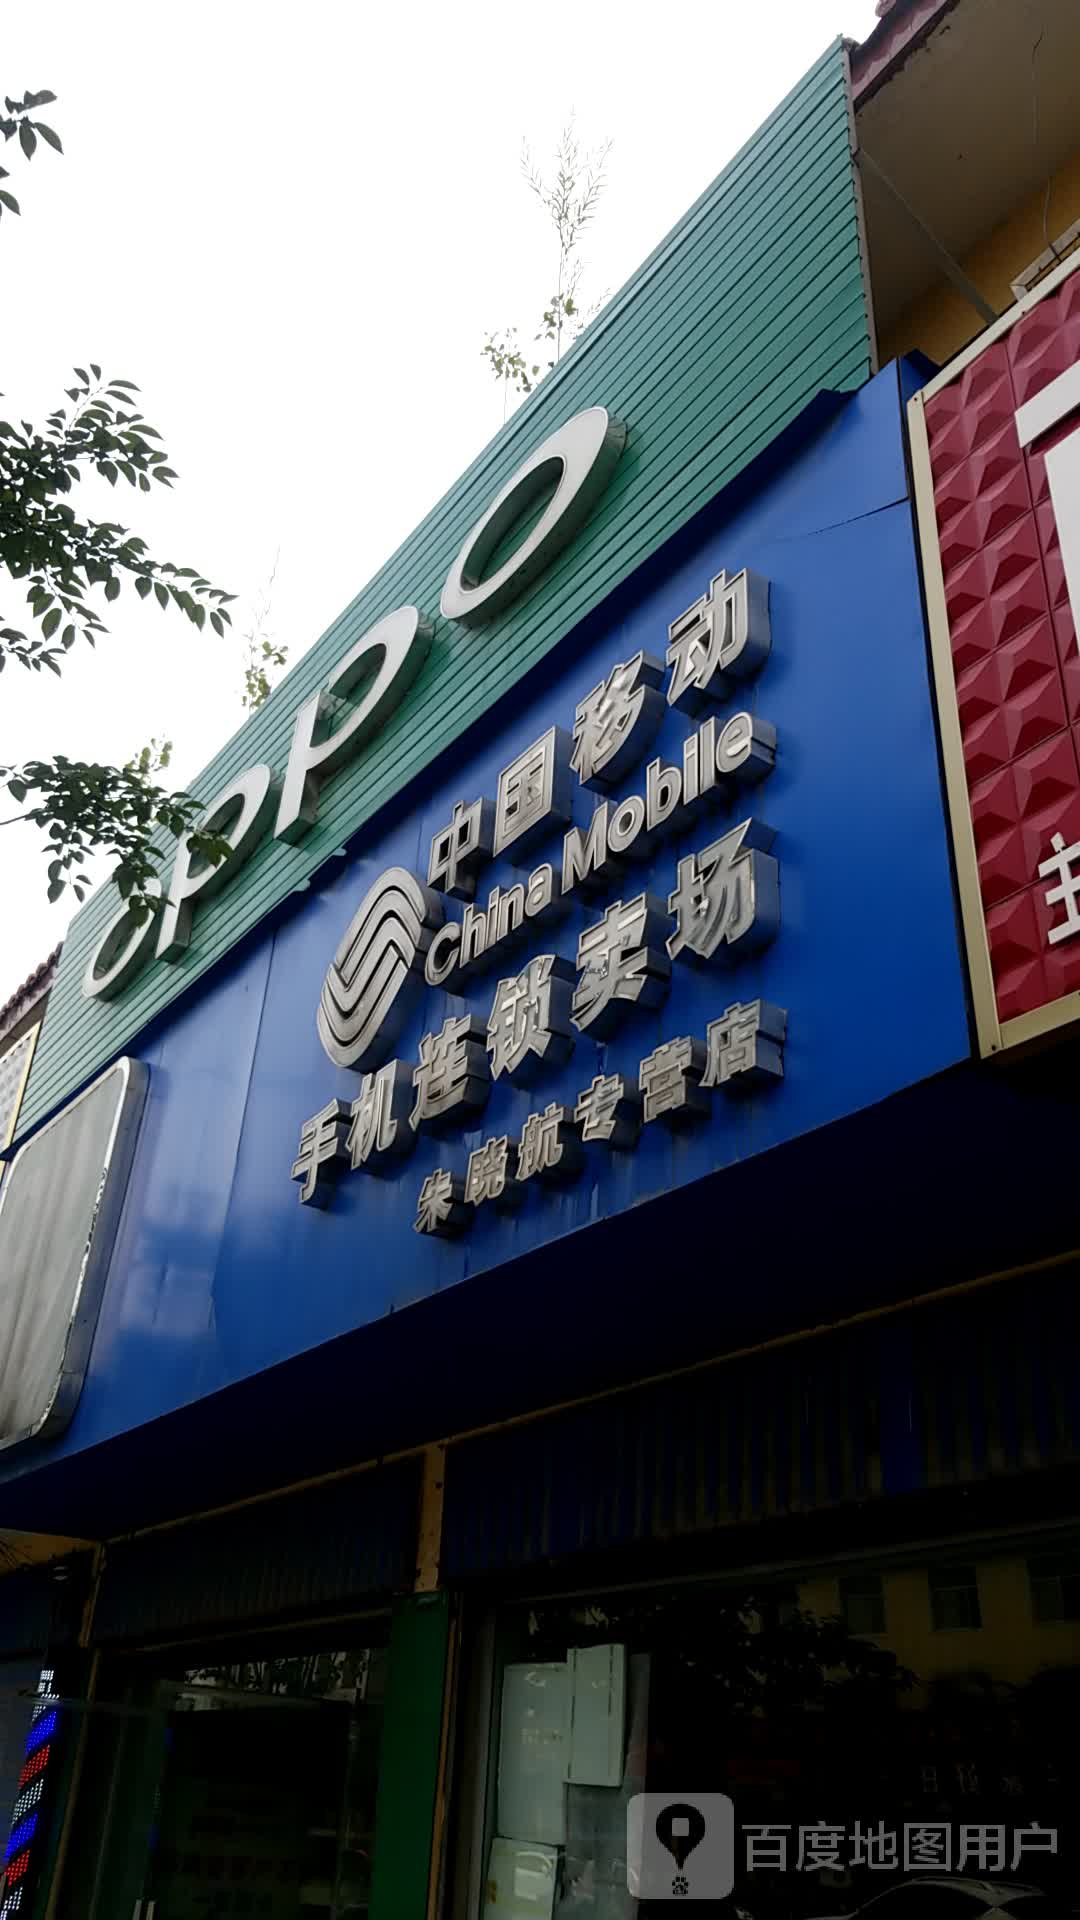 oppo
中国移动
China Mobile
手机连锁卖场
朱晓航专营店
主
百度地图用户